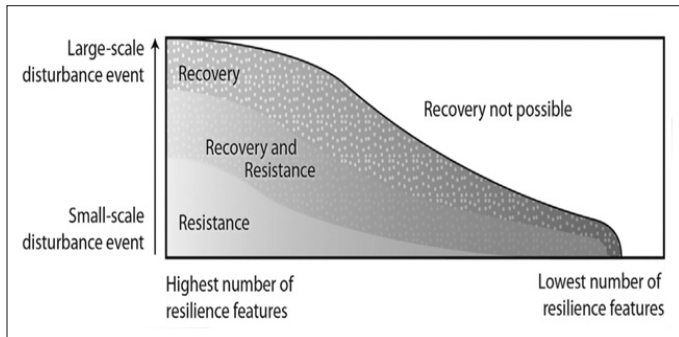 Large-scale
disturbance event
Recovery
Recovery not possible
Recovery and
Resistance
Small-scale
disturbance event
Resistance
Highest number of
resilience features
Lowest number of
resilience features